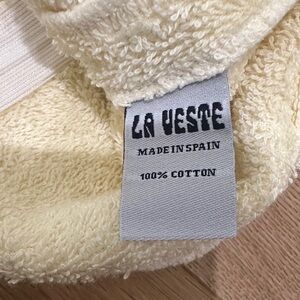 LA VESTE
MADE IN SPAIN
100% COTTON